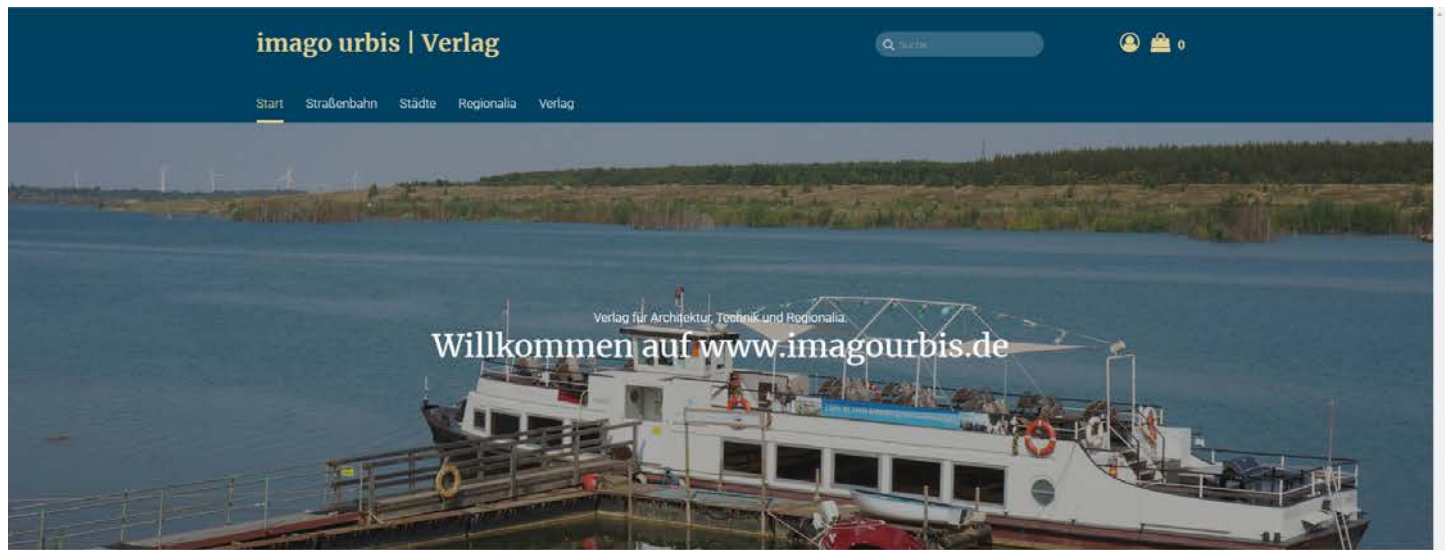 imago urbis | Verlag
Suche
0
Start Straßenbahn Städte Regionalia Verlag
Verlag für Architektur, Technik und Regionalia.
Willkommen auf www.imagourbis.de